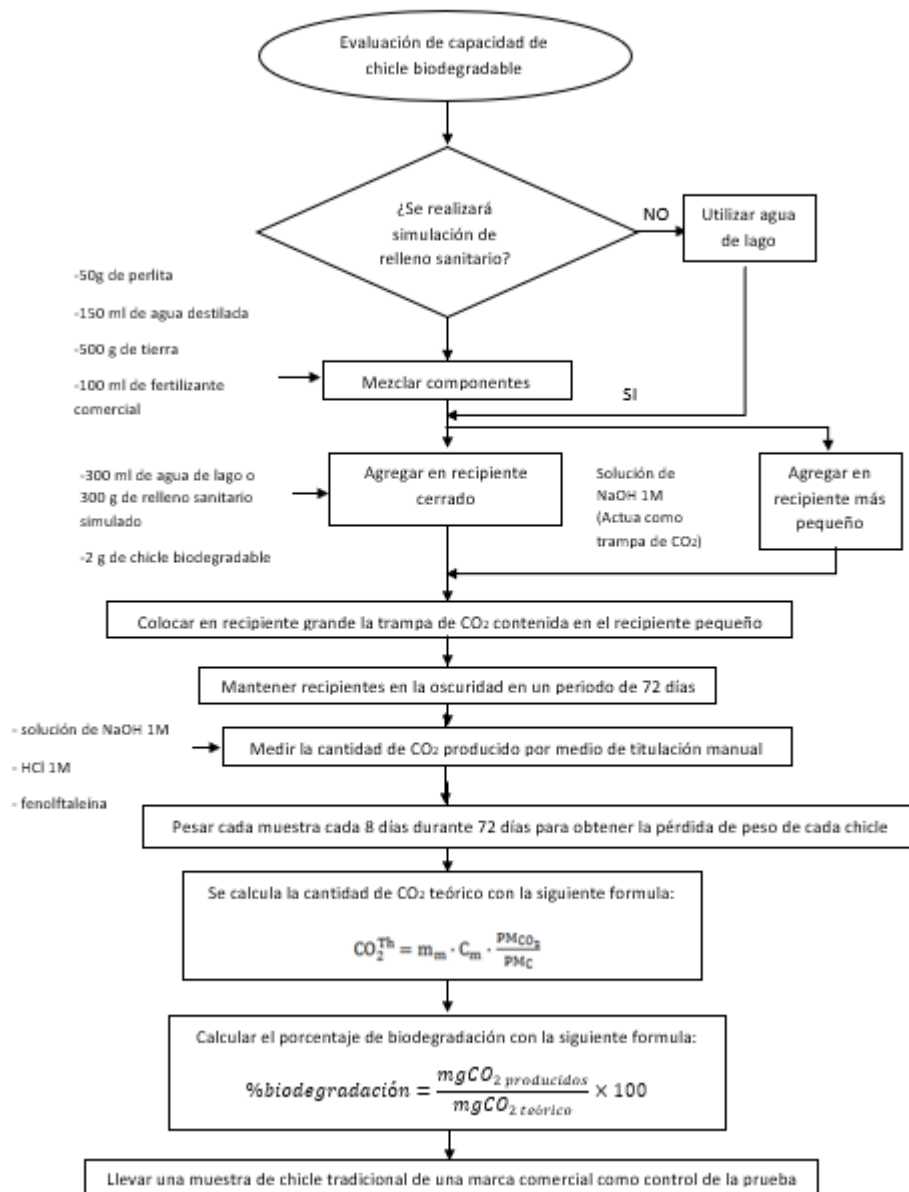 Evaluación de capacidad de
chicle biodegradable
¿Se realizará
simulación de
relleno sanitario?
NO
Utilizar agua
de lago
-50g de perlita
-150 ml de agua destilada
-500 g de tierra
-100 ml de fertilizante
comercial
Mezclar componentes
SI
-300 ml de agua de lago o
300 g de relleno sanitario
simulado
-2 g de chicle biodegradable
Agregar en recipiente
cerrado
Solución de
NaOH 1M
(Actua como
trampa de CO₂)
Agregar en
recipiente más
pequeño
Colocar en recipiente grande la trampa de CO₂ contenida en el recipiente pequeño
Mantener recipientes en la oscuridad en un periodo de 72 días
- solución de NaOH 1M
- HCl 1M
- fenolftaleína
Medir la cantidad de CO₂ producido por medio de titulación manual
Pesar cada muestra cada 8 días durante 72 días para obtener la pérdida de peso de cada chicle
Se calcula la cantidad de CO₂ teórico con la siguiente formula:
CO₂ᵀʰ = mₘ · Cₘ · PM_CO₂ / PM_C
Calcular el porcentaje de biodegradación con la siguiente formula:
%biodegradación = mgCO₂ producidos / mgCO₂ teórico × 100
Llevar una muestra de chicle tradicional de una marca comercial como control de la prueba